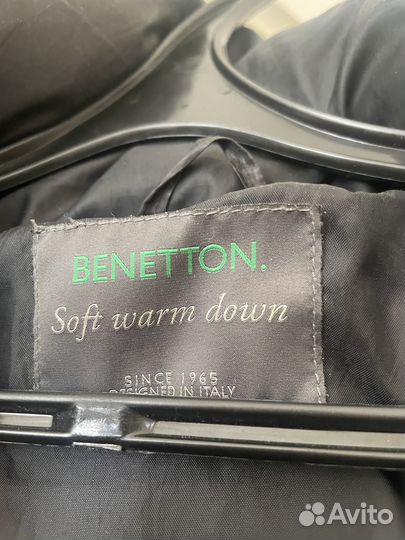 BENETTON.
Soft warm down
SINCE 1965
DESIGNED IN ITALY
Avito